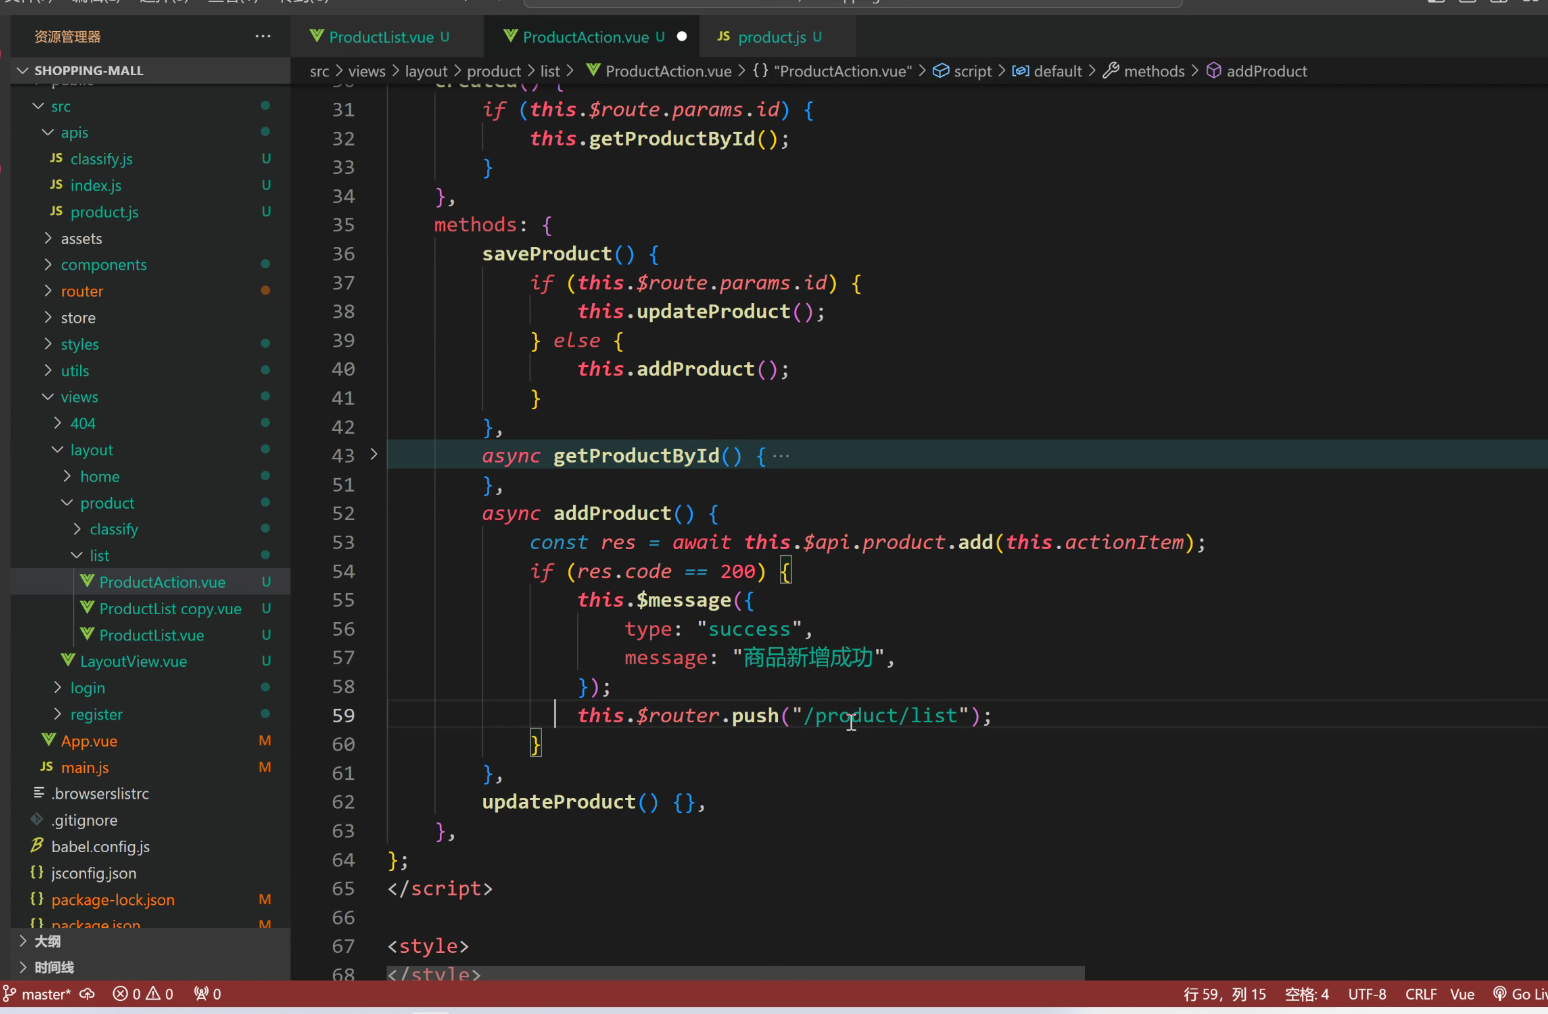 资源管理器 ···
ProductList.vue U
ProductAction.vue U
JS product.js U
SHOPPING-MALL
src > views > layout > product > list > ProductAction.vue > {} "ProductAction.vue" > script > default > methods > addProduct
src
apis
JS classify.js U
JS index.js U
JS product.js U
assets
components
router
store
styles
utils
views
404
layout
home
product
classify
list
ProductAction.vue U
ProductList copy.vue U
ProductList.vue U
LayoutView.vue U
login
register
App.vue M
JS main.js M
.browserslistrc
.gitignore
babel.config.js
{} jsconfig.json
{} package-lock.json M
{} package.json M
大纲
时间线
30 created() {
31 if (this.$route.params.id) {
32 this.getProductById();
33 }
34 },
35 methods: {
36 saveProduct() {
37 if (this.$route.params.id) {
38 this.updateProduct();
39 } else {
40 this.addProduct();
41 }
42 },
43 async getProductById() { ···
51 },
52 async addProduct() {
53 const res = await this.$api.product.add(this.actionItem);
54 if (res.code == 200) {
55 this.$message({
56 type: "success",
57 message: "商品新增成功",
58 });
59 this.$router.push("/product/list");
60 }
61 },
62 updateProduct() {},
63 },
64 };
65 </script>
66
67 <style>
68 </style>
master* 0 0 0 行 59，列 15 空格: 4 UTF-8 CRLF Vue Go Liv